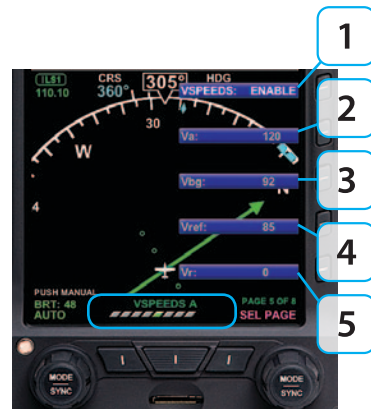 1
ILS1 CRS 305° HDG
110.10 360°
VSPEEDS: ENABLE
2
30
Va: 120
W
3
Vbg: 92
N
4
Vref: 85
4
Vr: 0
5
PUSH MANUAL
BRT: 48 VSPEEDS A PAGE 5 OF 8
AUTO SEL PAGE
MODE MODE
SYNC SYNC